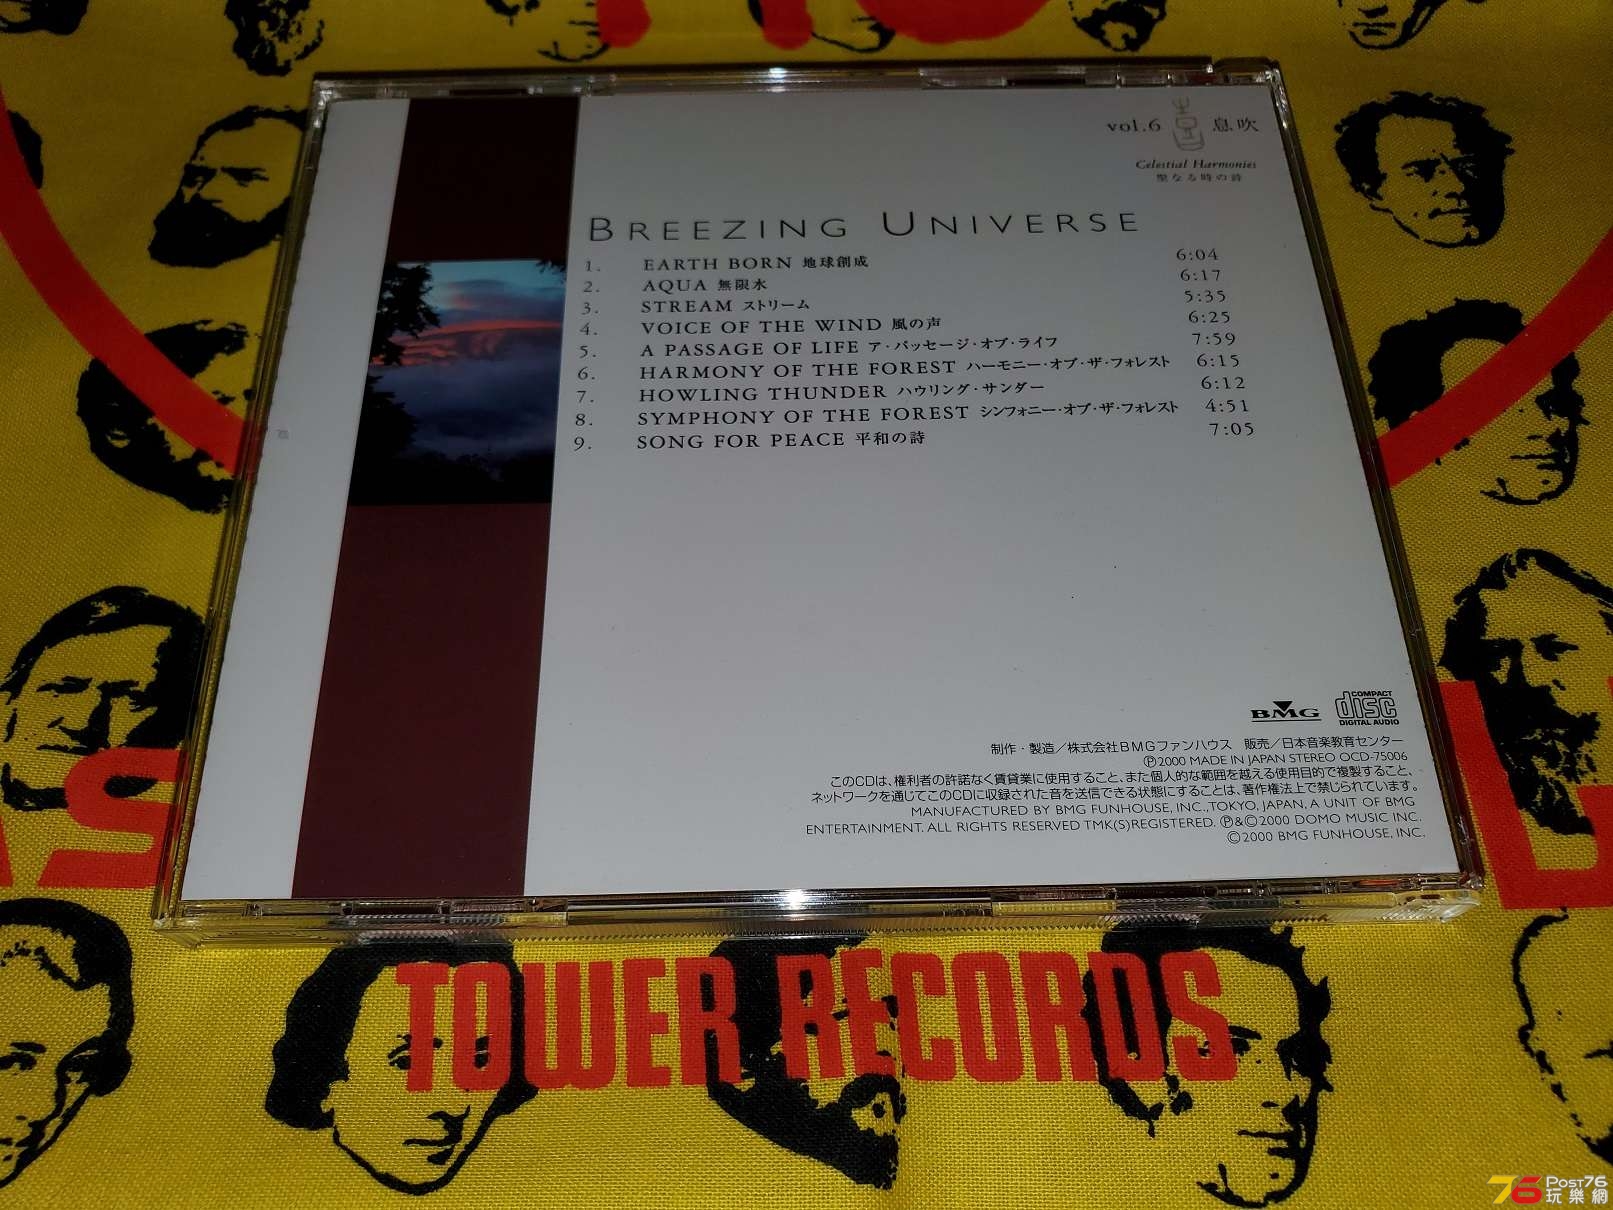 vol.6 息吹
Celestial Harmonies
聖なる時の詩
BREEZING UNIVERSE
1. EARTH BORN 地球創成 6:04
2. AQUA 無限水 6:17
3. STREAM ストリーム 5:35
4. VOICE OF THE WIND 風の声 6:25
5. A PASSAGE OF LIFE ア・パッセージ・オブ・ライフ 7:59
6. HARMONY OF THE FOREST ハーモニー・オブ・ザ・フォレスト 6:15
7. HOWLING THUNDER ハウリング・サンダー 6:12
8. SYMPHONY OF THE FOREST シンフォニー・オブ・ザ・フォレスト 4:51
9. SONG FOR PEACE 平和の詩 7:05
BMG COMPACT disc DIGITAL AUDIO
制作・製造/株式会社BMGファンハウス 販売/日本音楽教育センター
Ⓟ2000 MADE IN JAPAN STEREO OCD-75006
このCDは、権利者の許諾なく賃貸業に使用すること、また個人的な範囲を越える使用目的で複製すること、
ネットワークを通じてこのCDに収録された音を送信できる状態にすることは、著作権法上で禁じられています。
MANUFACTURED BY BMG FUNHOUSE, INC.,TOKYO, JAPAN, A UNIT OF BMG
ENTERTAINMENT. ALL RIGHTS RESERVED TMK(S)REGISTERED. Ⓟ&©2000 DOMO MUSIC INC.
©2000 BMG FUNHOUSE, INC.
TOWER RECORDS
76 POST76
玩樂網